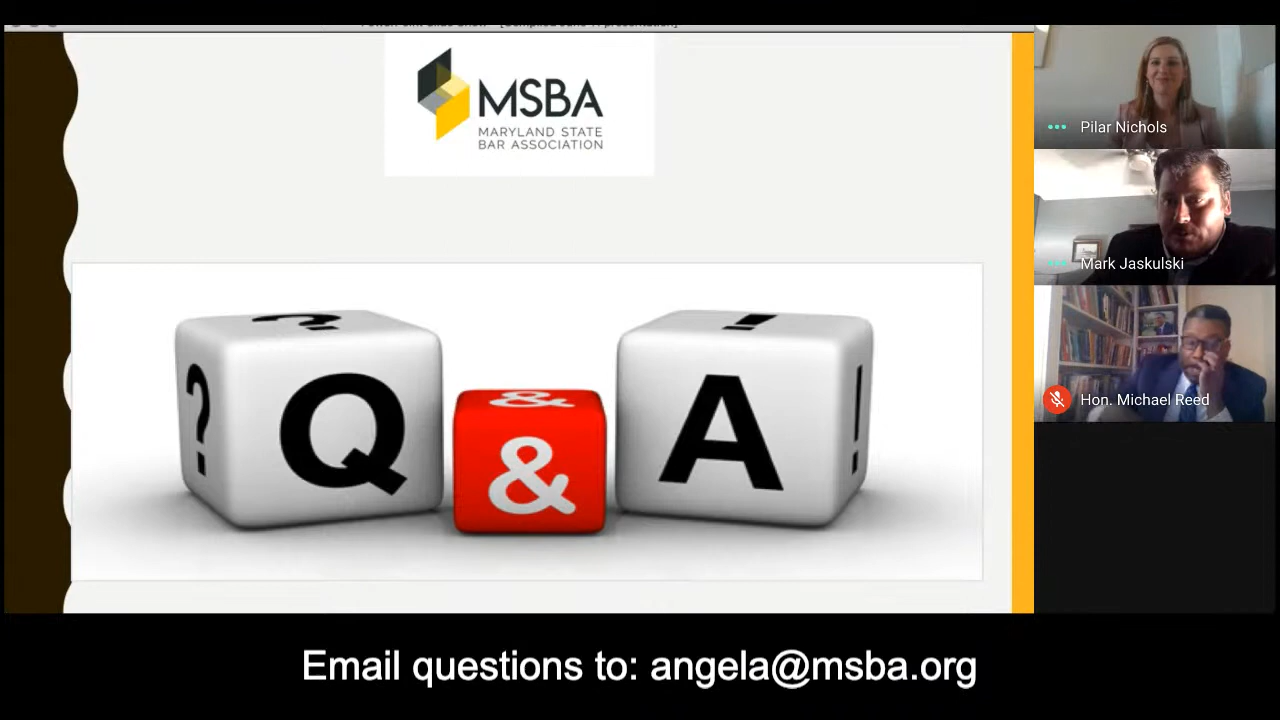 MSBA
MARYLAND STATE
BAR ASSOCIATION
? ? Q & & ! A !
Pilar Nichols
Mark Jaskulski
Hon. Michael Reed
Email questions to: angela@msba.org